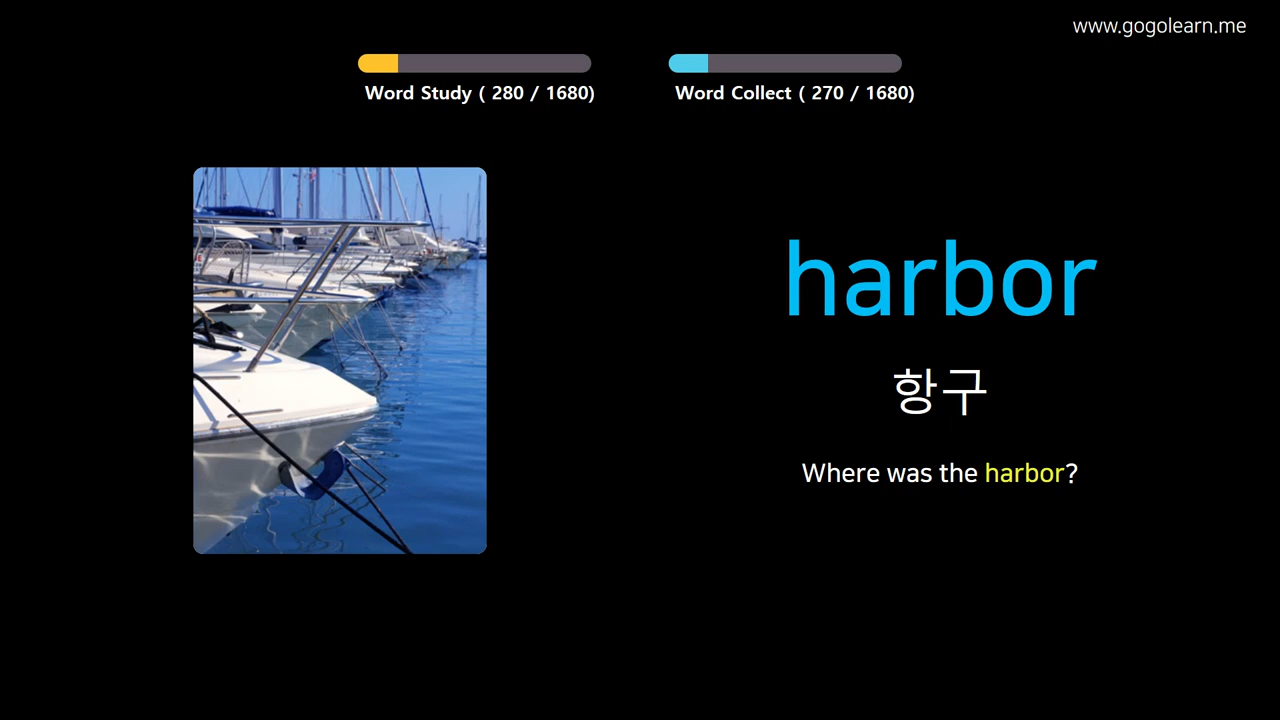 www.gogolearn.me
Word Study ( 280 / 1680)
Word Collect ( 270 / 1680)
harbor
항구
Where was the harbor?